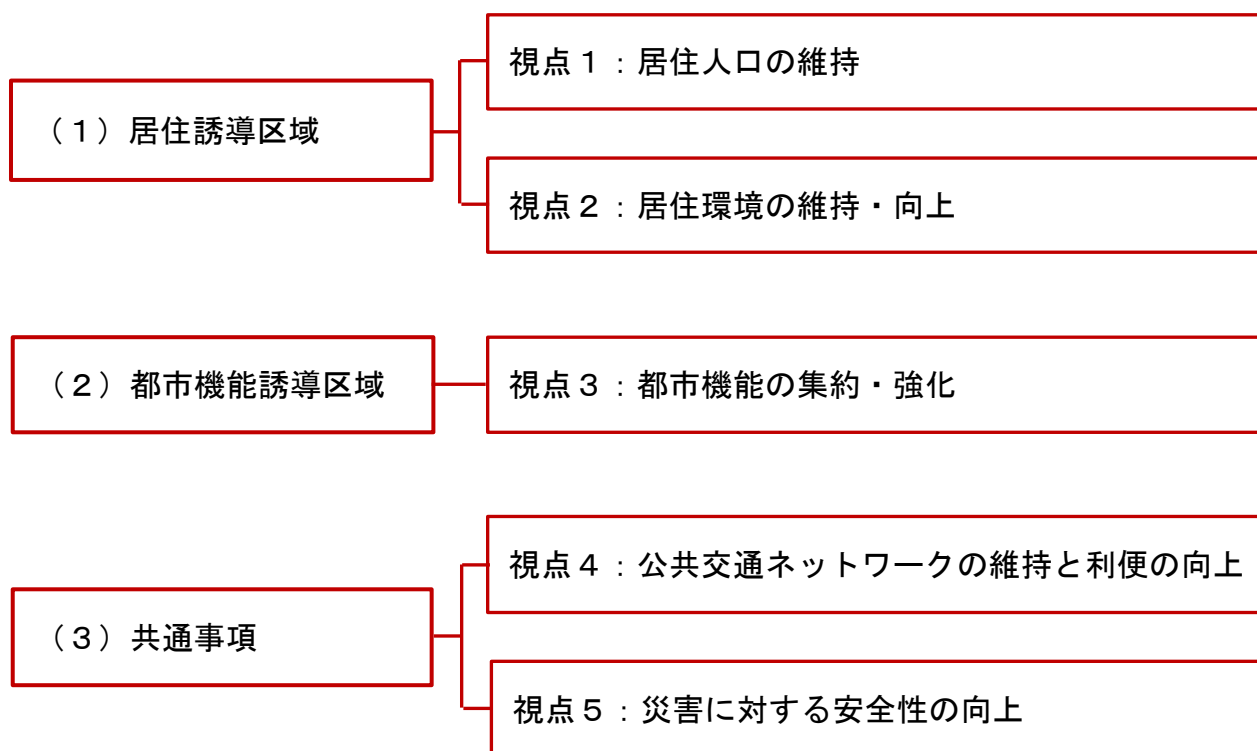 （１）居住誘導区域
視点１：居住人口の維持
視点２：居住環境の維持・向上
（２）都市機能誘導区域
視点３：都市機能の集約・強化
（３）共通事項
視点４：公共交通ネットワークの維持と利便の向上
視点５：災害に対する安全性の向上